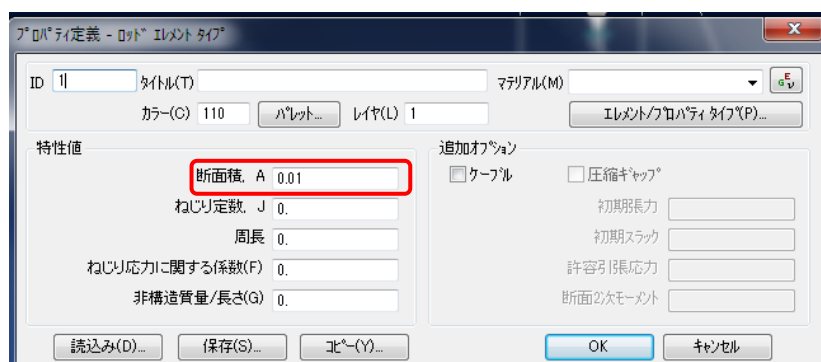 プロパティ定義 - ロッド エレメント タイプ
ID 1 タイトル(T) マテリアル(M)
カラー(C) 110 パレット... レイヤ(L) 1 エレメント/プロパティ タイプ(P)...
特性値
断面積, A 0.01
ねじり定数, J 0.
周長 0.
ねじり応力に関する係数(F) 0.
非構造質量/長さ(G) 0.
追加オプション
ケーブル 圧縮ギャップ
初期張力
初期スラック
許容引張応力
断面2次モーメント
読込み(D)... 保存(S)... コピー(Y)... OK キャンセル